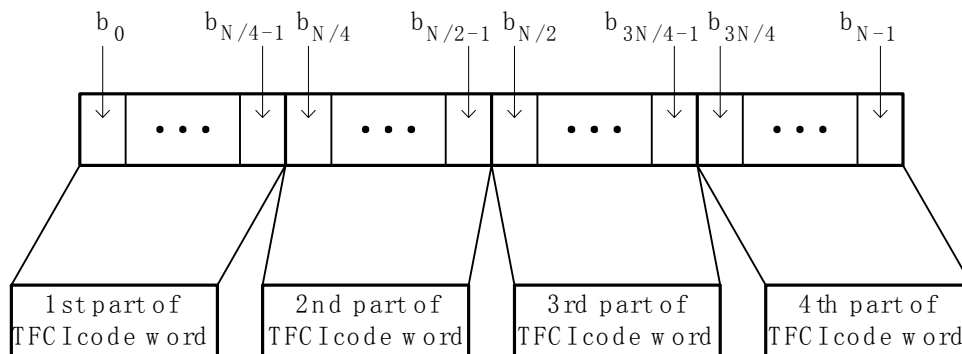 b0 bN/4-1 bN/4 bN/2-1 bN/2 b3N/4-1 b3N/4 bN-1
1st part of
TFCI code word
2nd part of
TFCI code word
3rd part of
TFCI code word
4th part of
TFCI code word